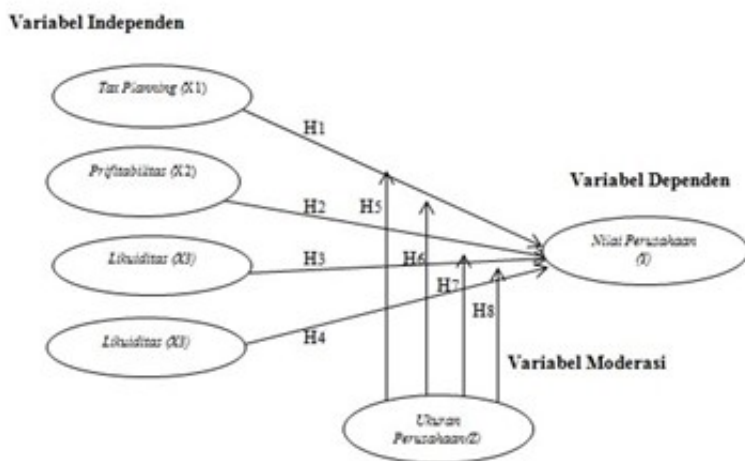 Variabel Independen
Tax Planning (X1)
H1
Prifitabilitas (X2)
H2
H5
Variabel Dependen
Nilai Perusahaan
(Y)
Likuiditas (X3)
H3
H6
H7
Likuiditas (X3)
H4
H8
Variabel Moderasi
Ukuran
Perusahaan(Z)